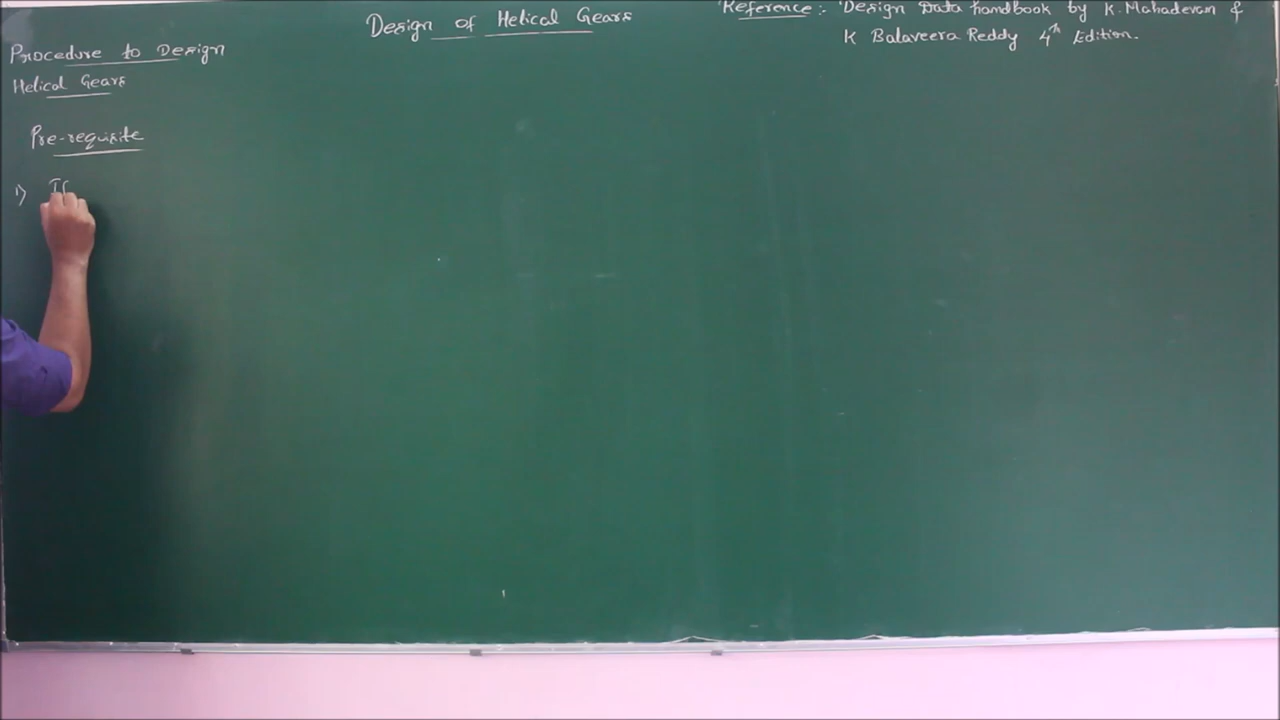 Design of Helical Gears
Reference :- Design Data handbook by K. Mahadevan &
K Balaveera Reddy 4th Edition.
Procedure to Design
Helical Gears
Pre-requisite
1) If